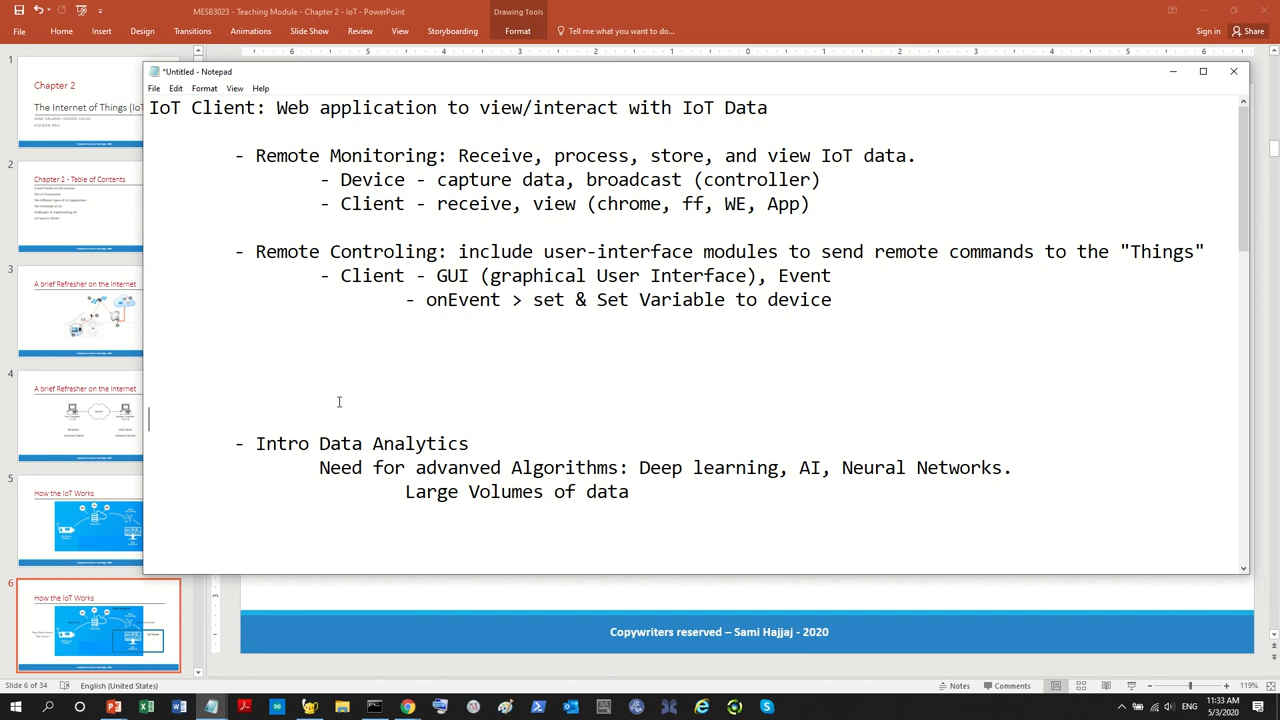 MESB3023 - Teaching Module - Chapter 2 - IoT - PowerPoint
Drawing Tools
File
Home
Insert
Design
Transitions
Animations
Slide Show
Review
View
Storyboarding
Format
Tell me what you want to do...
Sign in
Share
*Untitled - Notepad
File Edit Format View Help
IoT Client: Web application to view/interact with IoT Data
- Remote Monitoring: Receive, process, store, and view IoT data.
- Device - capture data, broadcast (controller)
- Client - receive, view (chrome, ff, WE, App)
- Remote Controling: include user-interface modules to send remote commands to the "Things"
- Client - GUI (graphical User Interface), Event
- onEvent > set & Set Variable to device
- Intro Data Analytics
Need for advanved Algorithms: Deep learning, AI, Neural Networks.
Large Volumes of data
1
Chapter 2
The Internet of Things (IoT
2
Chapter 2 - Table of Contents
3
A brief Refresher on the Internet
4
A brief Refresher on the Internet
5
How the IoT Works
6
How the IoT Works
Copywriters reserved – Sami Hajjaj - 2020
Slide 6 of 34
English (United States)
Notes
Comments
119%
11:33 AM
5/3/2020